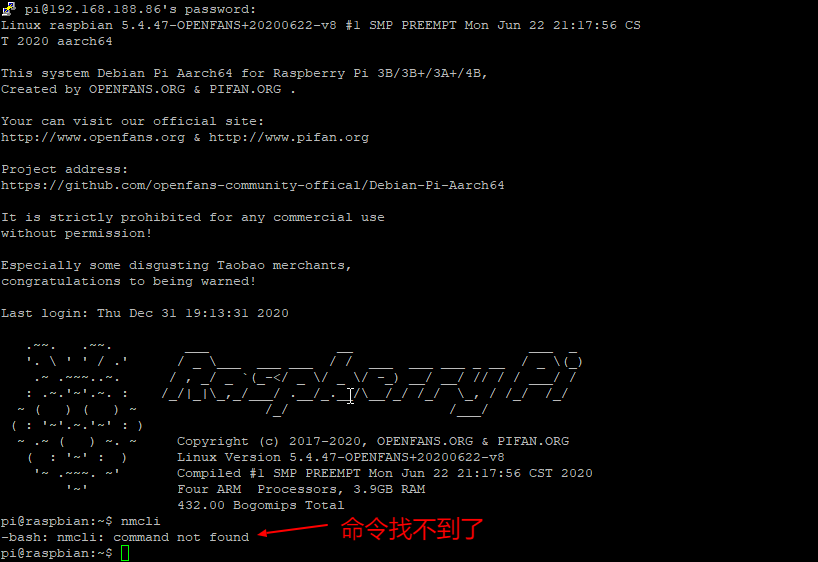 pi@192.168.188.86's password:
Linux raspbian 5.4.47-OPENFANS+20200622-v8 #1 SMP PREEMPT Mon Jun 22 21:17:56 CS
T 2020 aarch64
This system Debian Pi Aarch64 for Raspberry Pi 3B/3B+/3A+/4B,
Created by OPENFANS.ORG & PIFAN.ORG .
Your can visit our official site:
http://www.openfans.org & http://www.pifan.org
Project address:
https://github.com/openfans-community-offical/Debian-Pi-Aarch64
It is strictly prohibited for any commercial use
without permission!
Especially some disgusting Taobao merchants,
congratulations to being warned!
Last login: Thu Dec 31 19:13:31 2020
Raspberry Pi
Copyright (c) 2017-2020, OPENFANS.ORG & PIFAN.ORG
Linux Version 5.4.47-OPENFANS+20200622-v8
Compiled #1 SMP PREEMPT Mon Jun 22 21:17:56 CST 2020
Four ARM  Processors, 3.9GB RAM
432.00 Bogomips Total
pi@raspbian:~$ nmcli
-bash: nmcli: command not found
命令找不到了
pi@raspbian:~$